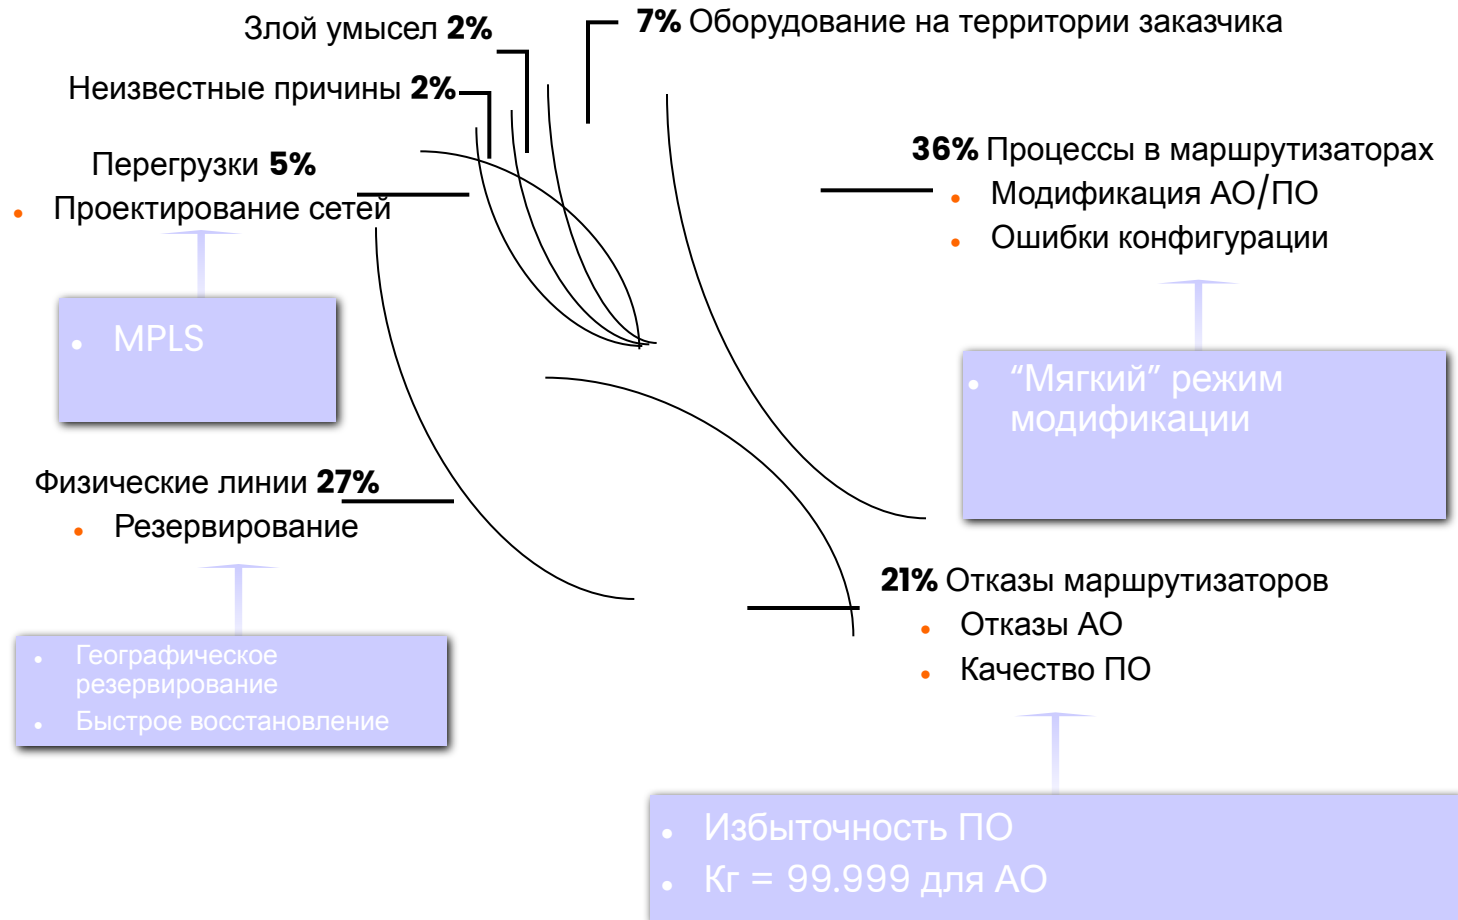 Злой умысел 2%
7% Оборудование на территории заказчика
Неизвестные причины 2%
Перегрузки 5%
• Проектирование сетей
• MPLS
36% Процессы в маршрутизаторах
• Модификация АО/ПО
• Ошибки конфигурации
• “Мягкий” режим
модификации
Физические линии 27%
• Резервирование
• Географическое
резервирование
• Быстрое восстановление
21% Отказы маршрутизаторов
• Отказы АО
• Качество ПО
• Избыточность ПО
• Кг = 99.999 для АО